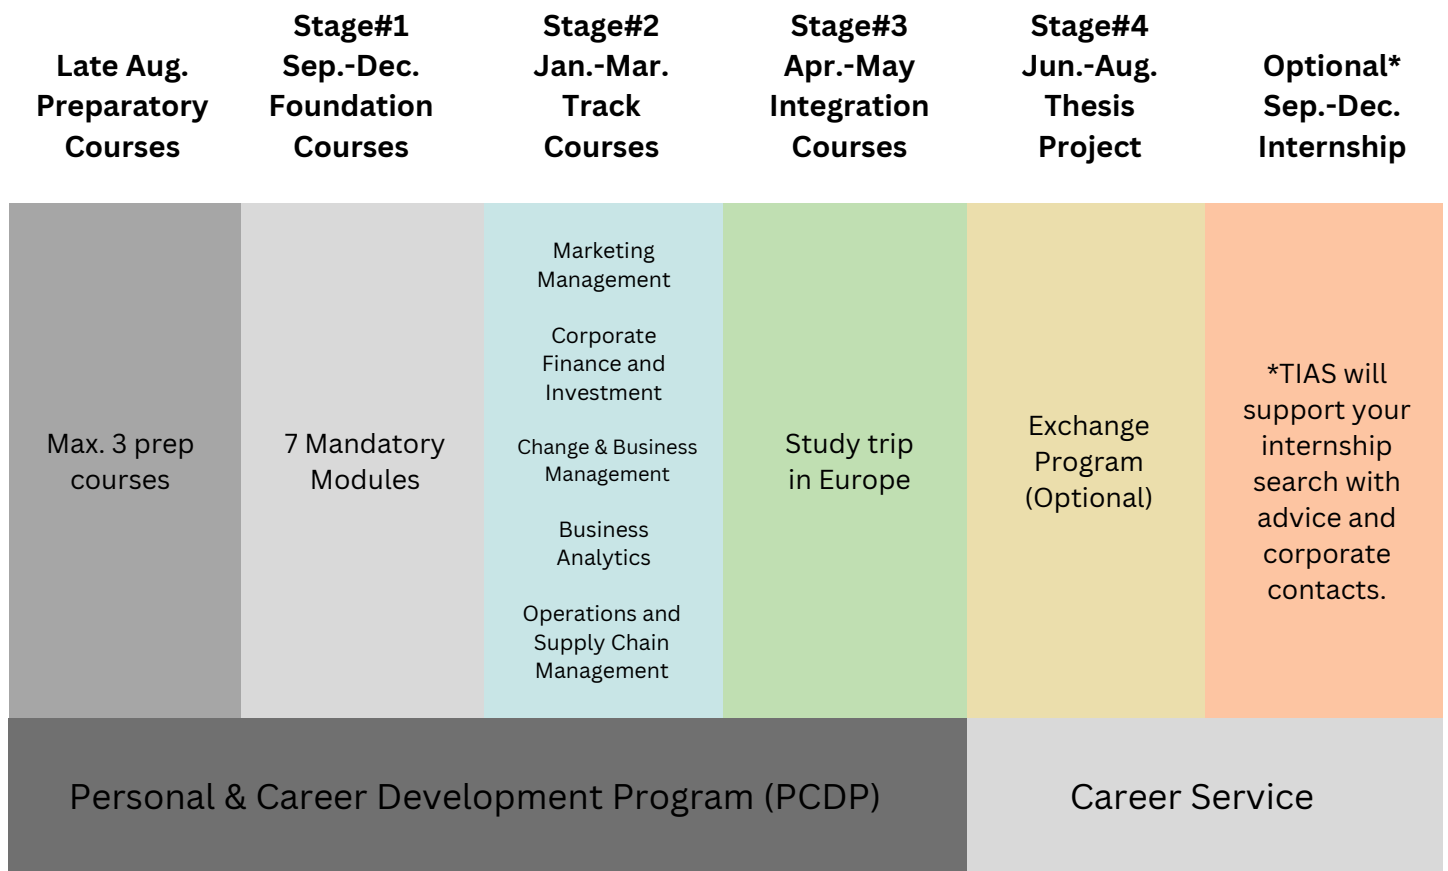 Late Aug.
Preparatory
Courses
Stage#1
Sep.-Dec.
Foundation
Courses
Stage#2
Jan.-Mar.
Track
Courses
Stage#3
Apr.-May
Integration
Courses
Stage#4
Jun.-Aug.
Thesis
Project
Optional*
Sep.-Dec.
Internship
Max. 3 prep
courses
7 Mandatory
Modules
Marketing
Management
Corporate
Finance and
Investment
Change & Business
Management
Business
Analytics
Operations and
Supply Chain
Management
Study trip
in Europe
Exchange
Program
(Optional)
*TIAS will
support your
internship
search with
advice and
corporate
contacts.
Personal & Career Development Program (PCDP)
Career Service